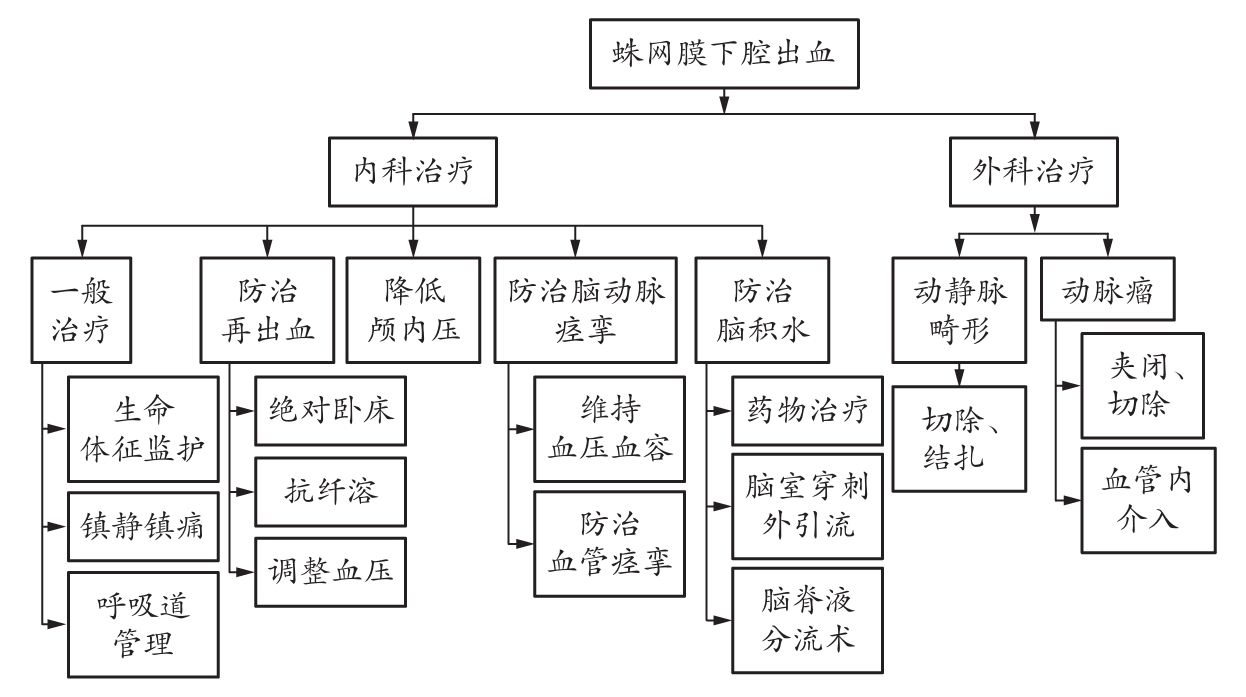 蛛网膜下腔出血
内科治疗
外科治疗
一般
治疗
防治
再出血
降低
颅内压
防治脑动脉
痉挛
防治
脑积水
动静脉
畸形
动脉瘤
生命
体征监护
镇静镇痛
呼吸道
管理
绝对卧床
抗纤溶
调整血压
维持
血压血容
防治
血管痉挛
药物治疗
脑室穿刺
外引流
脑脊液
分流术
切除、
结扎
夹闭、
切除
血管内
介入